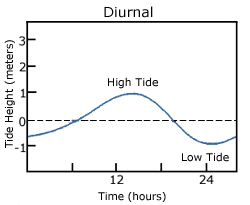 Diurnal
Tide Height (meters)
3
2
1
0
-1
High Tide
Low Tide
12
24
Time (hours)